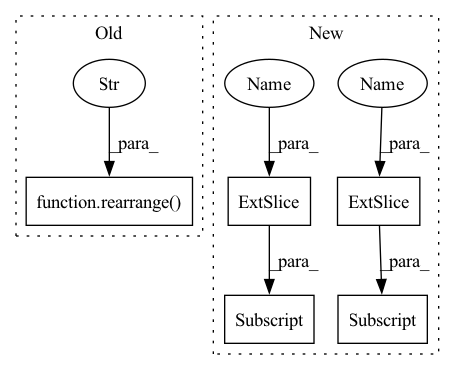 Old
New
Str
Name
Name
_para_
_para_
_para_
function.rearrange()
ExtSlice
ExtSlice
_para_
_para_
Subscript
Subscript